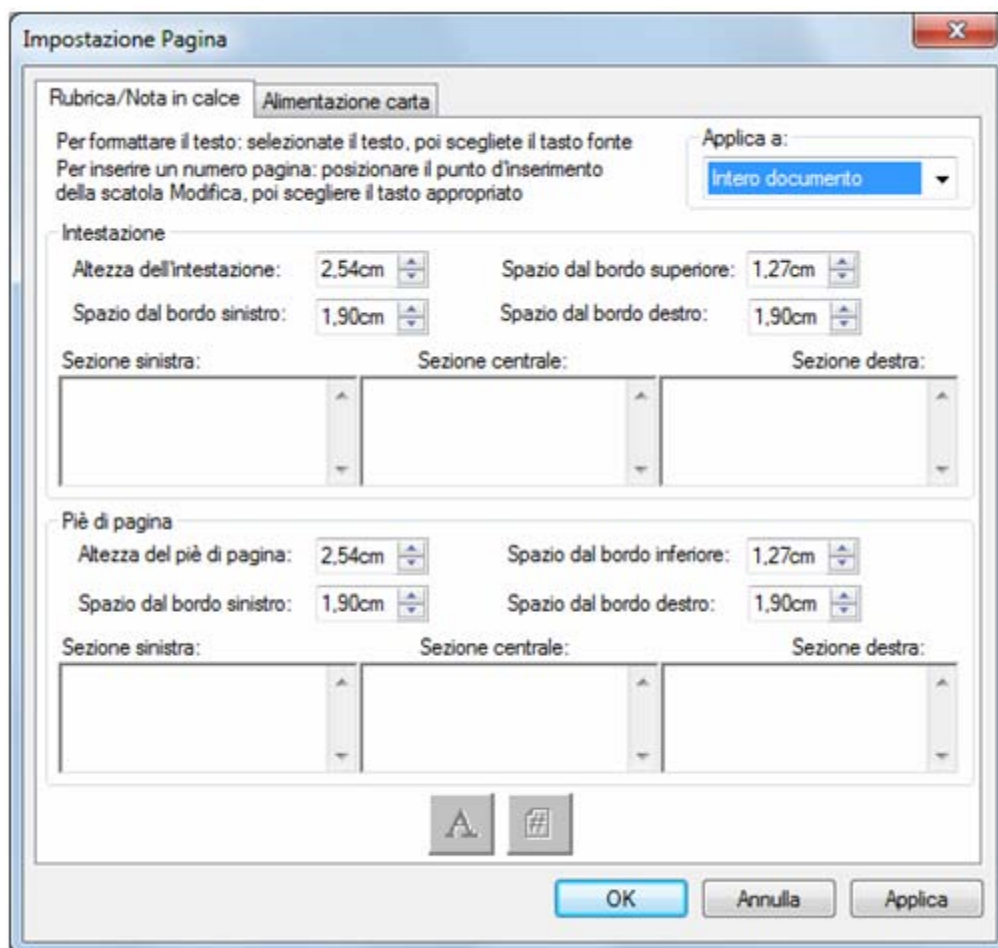 Impostazione Pagina
Rubrica/Nota in calce
Alimentazione carta
Per formattare il testo: selezionate il testo, poi scegliete il tasto fonte
Per inserire un numero pagina: posizionare il punto d'inserimento
della scatola Modifica, poi scegliere il tasto appropriato
Applica a:
Intero documento
Intestazione
Altezza dell'intestazione: 2,54cm Spazio dal bordo superiore: 1,27cm
Spazio dal bordo sinistro: 1,90cm Spazio dal bordo destro: 1,90cm
Sezione sinistra: Sezione centrale: Sezione destra:
Piè di pagina
Altezza del piè di pagina: 2,54cm Spazio dal bordo inferiore: 1,27cm
Spazio dal bordo sinistro: 1,90cm Spazio dal bordo destro: 1,90cm
Sezione sinistra: Sezione centrale: Sezione destra:
A #
OK Annulla Applica